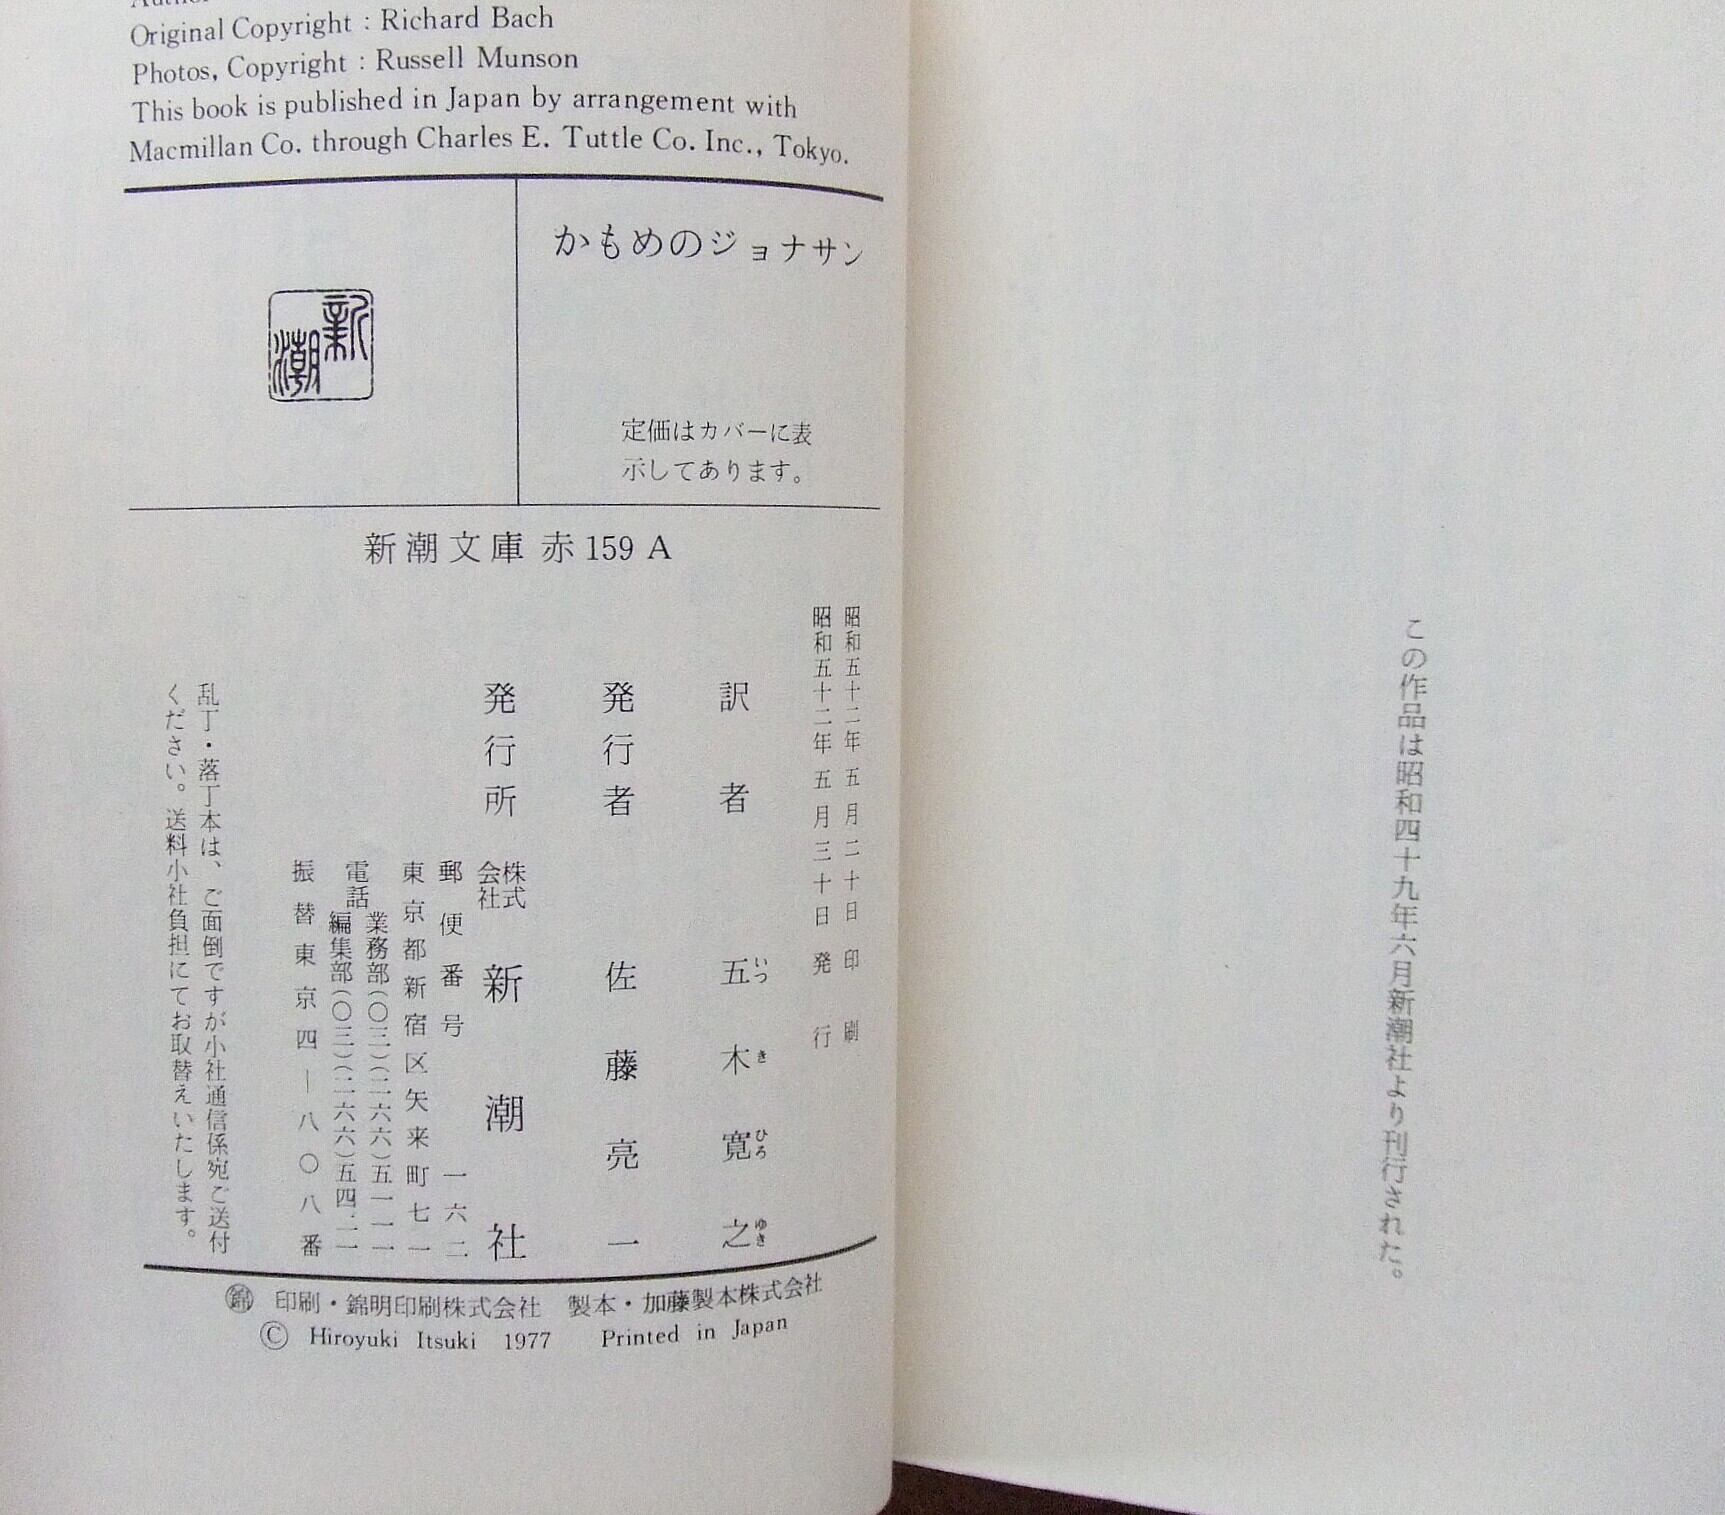 Original Copyright : Richard Bach
Photos, Copyright : Russell Munson
This book is published in Japan by arrangement with
Macmillan Co. through Charles E. Tuttle Co. Inc., Tokyo.
かもめのジョナサン
新潮
定価はカバーに表
示してあります。
新潮文庫 赤159 A
昭和五十二年五月二十日 印刷
昭和五十二年五月三十日 発行
訳者 五木寛之
いつ き ひろ ゆき
発行者 佐藤亮一
発行所 株式会社 新潮社
郵便番号 一六二
東京都新宿区矢来町七一
電話 業務部(〇三)(二六六)五一一一
編集部(〇三)(二六六)五四二一
振替東京四―八〇八番
乱丁・落丁本は、ご面倒ですが小社通信係宛ご送付
ください。送料小社負担にてお取替えいたします。
錦 印刷・錦明印刷株式会社 製本・加藤製本株式会社
© Hiroyuki Itsuki 1977 Printed in Japan
この作品は昭和四十九年六月新潮社より刊行された。